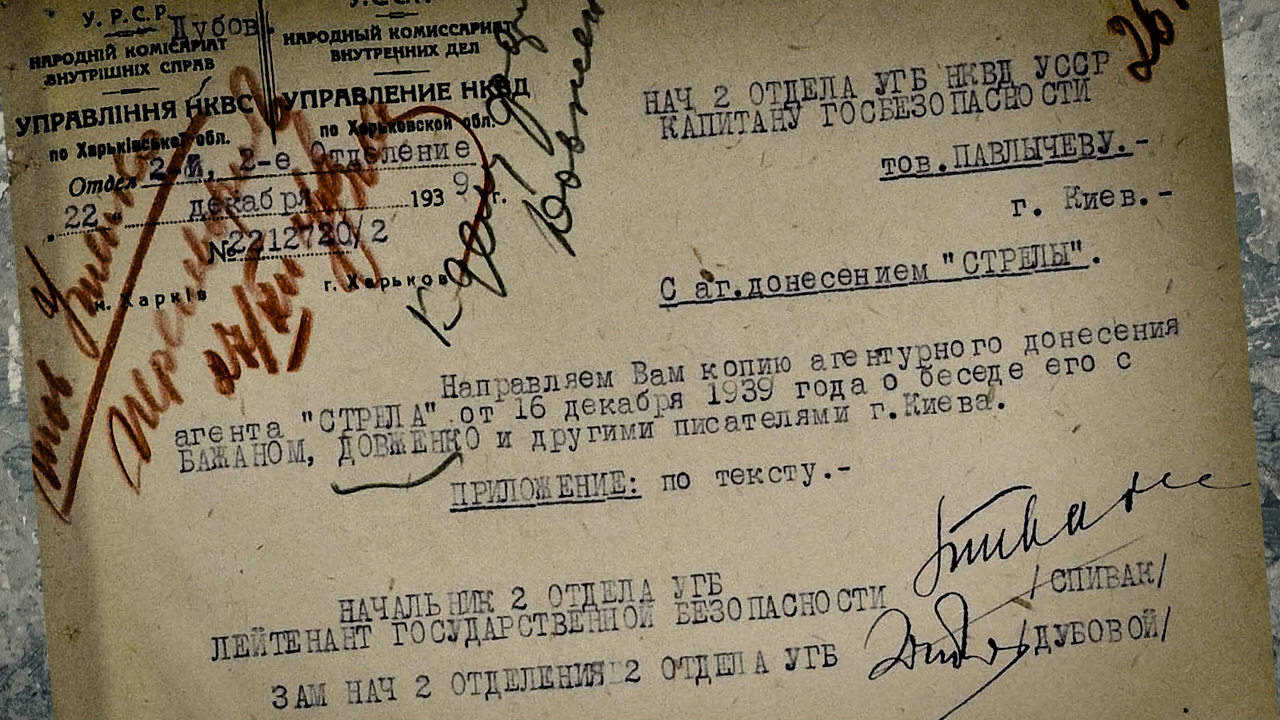 У. Р. С. Р.
Дубов.
НАРОДНІЙ КОМІСАРІАТ
ВНУТРІШНІХ СПРАВ
УПРАВЛІННЯ НКВС
по Харьківській обл.
НАРОДНЫЙ КОМИССАРИАТ
ВНУТРЕННИХ ДЕЛ
УПРАВЛЕНИЕ НКВД
по Харьковской обл.
Отдел 2-й, 2-е Отделение
"22" декабря 1939 г.
№2212720/2
м. Харків
г. Харьков
НАЧ 2 ОТДЕЛА УГБ НКВД УССР
КАПИТАНУ ГОСБЕЗОПАСНОСТИ
тов.ПАВЛЫЧЕВУ.-
г. Киев.-
С аг.донесением "СТРЕЛЫ".
Направляем Вам копию агентурного донесения
агента "СТРЕЛА" от 16 декабря 1939 года о беседе его с
БАЖАНОМ, ДОВЖЕНКО и другими писателями г.Киева.
ПРИЛОЖЕНИЕ: по тексту.-
НАЧАЛЬНИК 2 ОТДЕЛА УГБ
ЛЕЙТЕНАНТ ГОСУДАРСТВЕННОЙ БЕЗОПАСНОСТИ /СПИВАК/
ЗАМ НАЧ 2 ОТДЕЛЕНИЯ 2 ОТДЕЛА УГБ /ДУБОВОЙ/